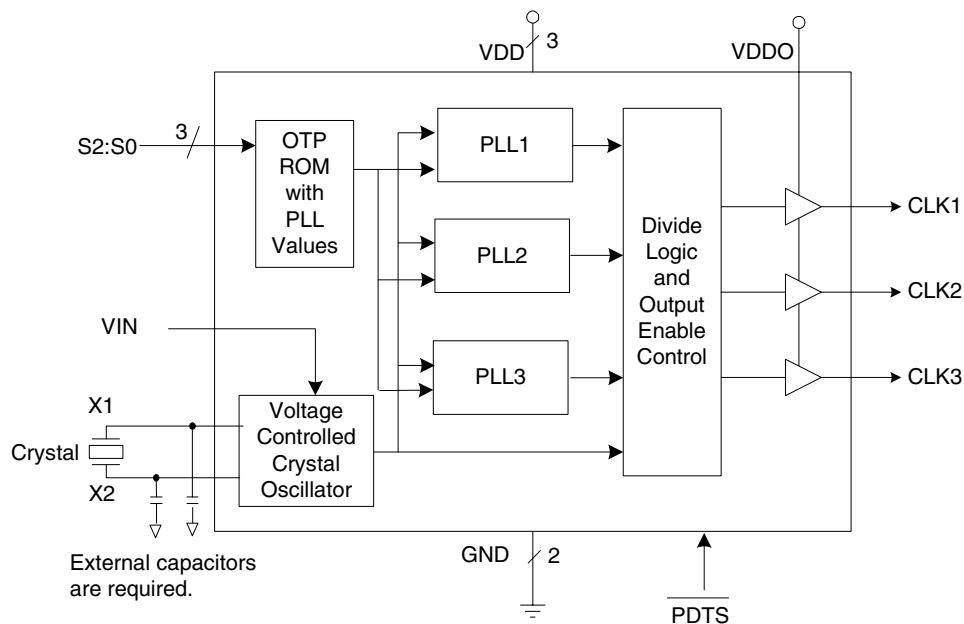 VDD
3
VDDO
S2:S0
3
OTP
ROM
with
PLL
Values
PLL1
PLL2
PLL3
Divide
Logic
and
Output
Enable
Control
CLK1
CLK2
CLK3
VIN
X1
Crystal
X2
Voltage
Controlled
Crystal
Oscillator
External capacitors
are required.
GND
2
PDTS